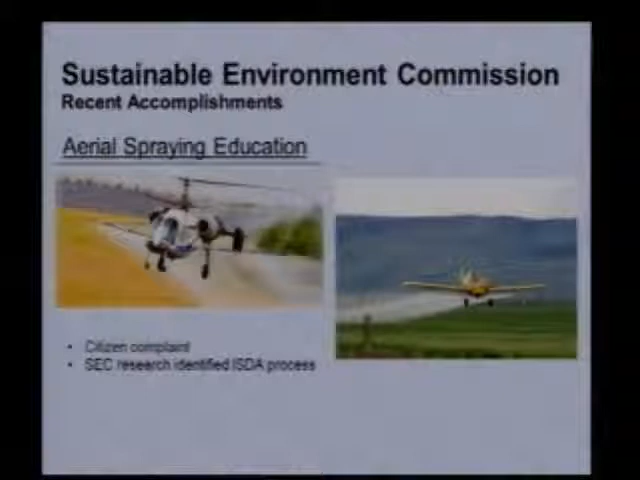 Sustainable Environment Commission
Recent Accomplishments
Aerial Spraying Education
• Citizen complaint
• SEC research identified ISDA process